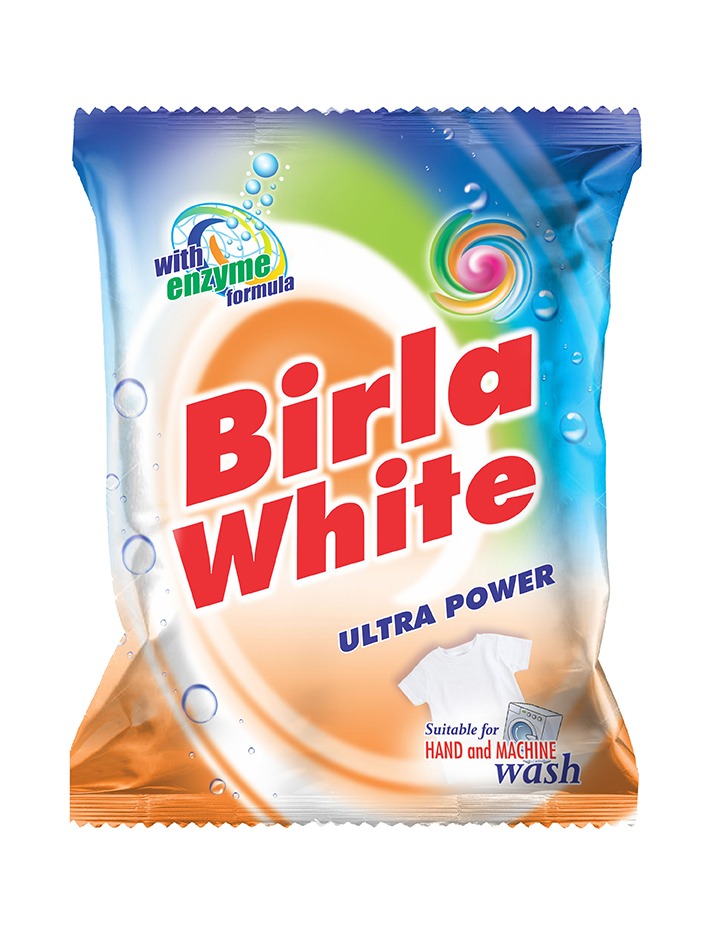 with
enzyme
formula
Birla
White
ULTRA POWER
Suitable for
HAND and MACHINE
wash